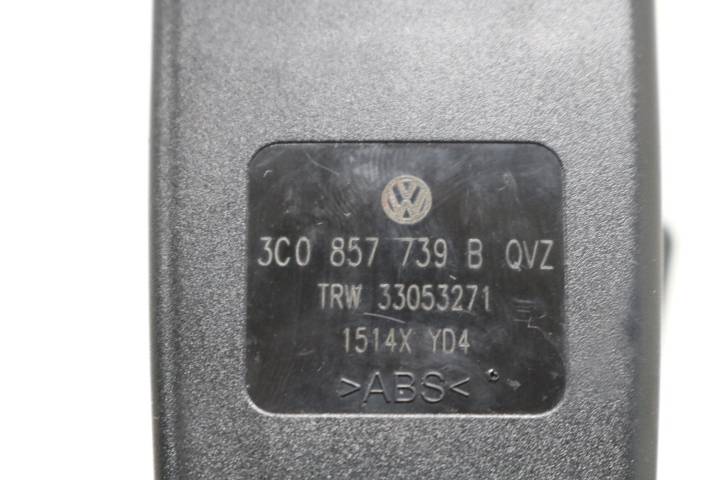 3C0 857 739 B QVZ
TRW 33053271
1514X YD4
>ABS<